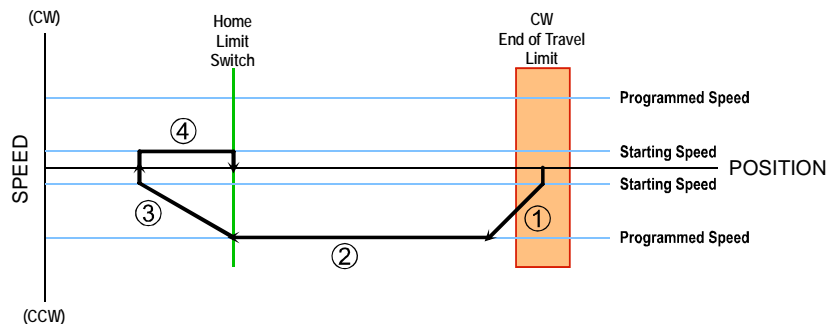 (CW)
Home
Limit
Switch
CW
End of Travel
Limit
Programmed Speed
④
Starting Speed
SPEED
POSITION
Starting Speed
③
①
②
Programmed Speed
(CCW)